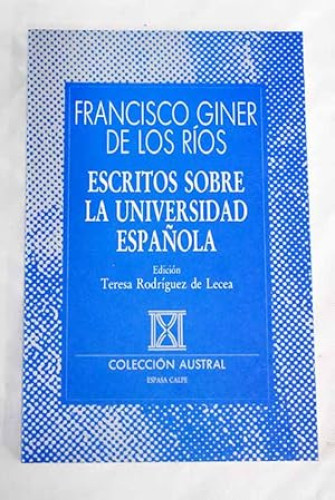 FRANCISCO GINER
DE LOS RÍOS
ESCRITOS SOBRE
LA UNIVERSIDAD
ESPAÑOLA
Edición
Teresa Rodríguez de Lecea
COLECCIÓN AUSTRAL
ESPASA CALPE